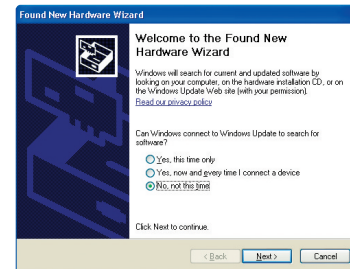 Found New Hardware Wizard
Welcome to the Found New
Hardware Wizard
Windows will search for current and updated software by
looking on your computer, on the hardware installation CD, or on
the Windows Update Web site (with your permission).
Read our privacy policy
Can Windows connect to Windows Update to search for
software?
Yes, this time only
Yes, now and every time I connect a device
No, not this time
Click Next to continue.
< Back Next > Cancel